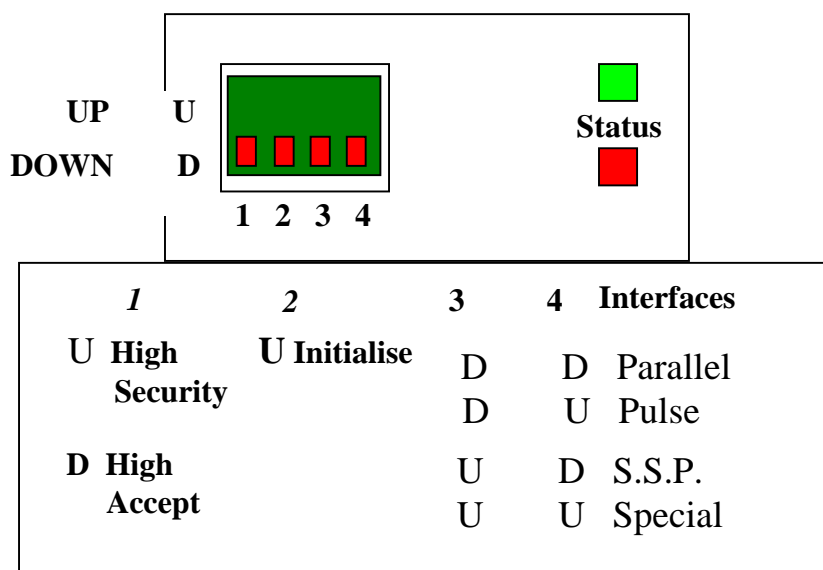 UP U
Status
DOWN D
1 2 3 4
1 2 3 4 Interfaces
U High U Initialise
Security
D D Parallel
D U Pulse
D High
Accept
U D S.S.P.
U U Special